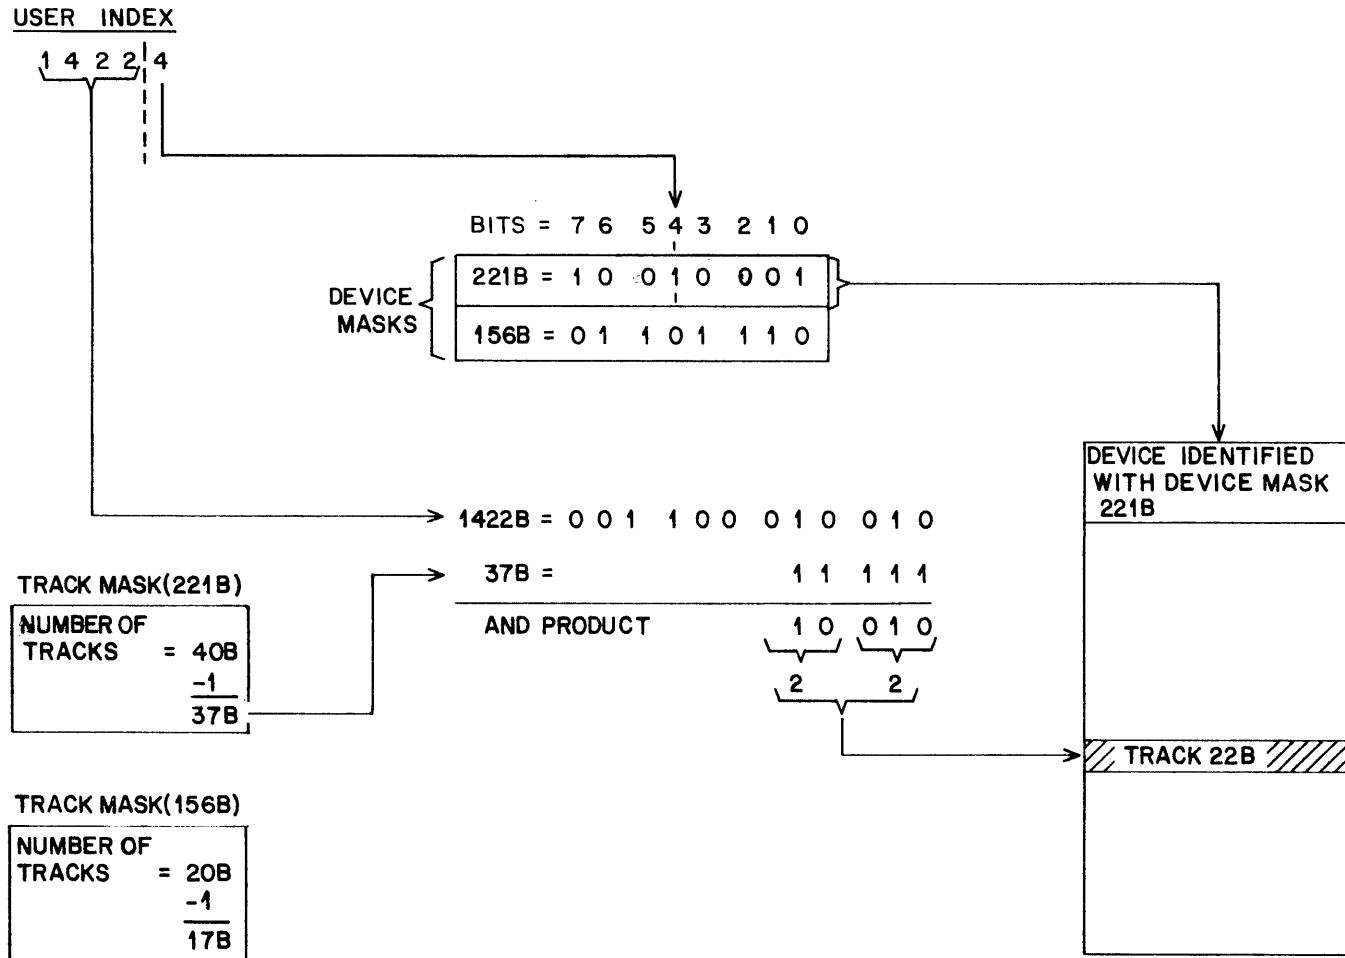 USER INDEX
1 4 2 2 4
BITS = 7 6 5 4 3 2 1 0
DEVICE MASKS
221B = 1 0 0 1 0 0 0 1
156B = 0 1 1 0 1 1 1 0
DEVICE IDENTIFIED
WITH DEVICE MASK
221B
1422B = 0 0 1 1 0 0 0 1 0 0 1 0
37B = 1 1 1 1 1
AND PRODUCT 1 0 0 1 0
2 2
TRACK MASK(221B)
NUMBER OF
TRACKS = 40B
-1
37B
TRACK 22B
TRACK MASK(156B)
NUMBER OF
TRACKS = 20B
-1
17B